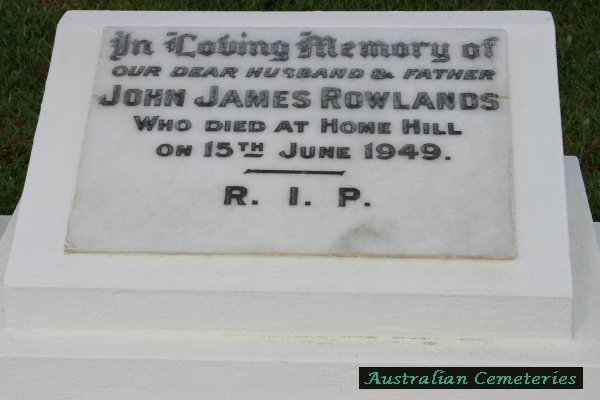 In Loving Memory of
OUR DEAR HUSBAND & FATHER
JOHN JAMES ROWLANDS
WHO DIED AT HOME HILL
ON 15TH JUNE 1949.
R. I. P.
Australian Cemeteries